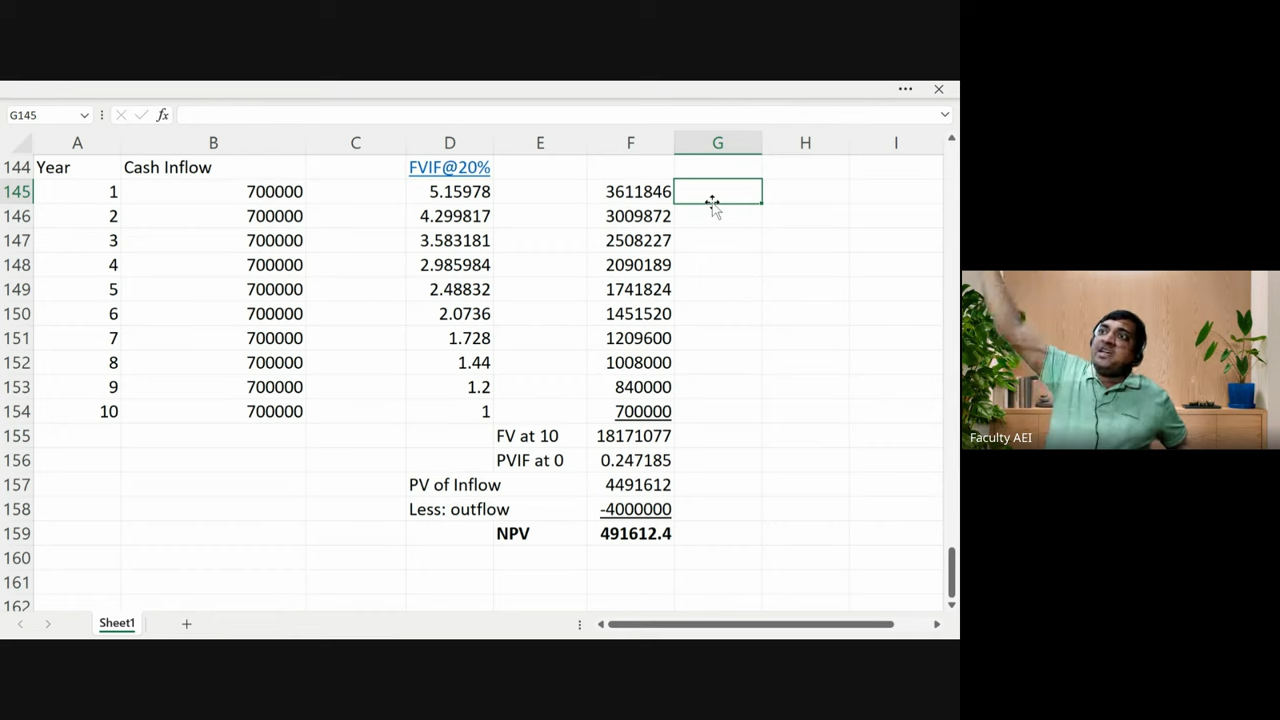 G145 fx
A B C D E F G H I
144 Year Cash Inflow FVIF@20%
145 1 700000 5.15978 3611846
146 2 700000 4.299817 3009872
147 3 700000 3.583181 2508227
148 4 700000 2.985984 2090189
149 5 700000 2.48832 1741824
150 6 700000 2.0736 1451520
151 7 700000 1.728 1209600
152 8 700000 1.44 1008000
153 9 700000 1.2 840000
154 10 700000 1 700000
155 FV at 10 18171077
156 PVIF at 0 0.247185
157 PV of Inflow 4491612
158 Less: outflow -4000000
159 NPV 491612.4
160
161
162
Sheet1
Faculty AEI